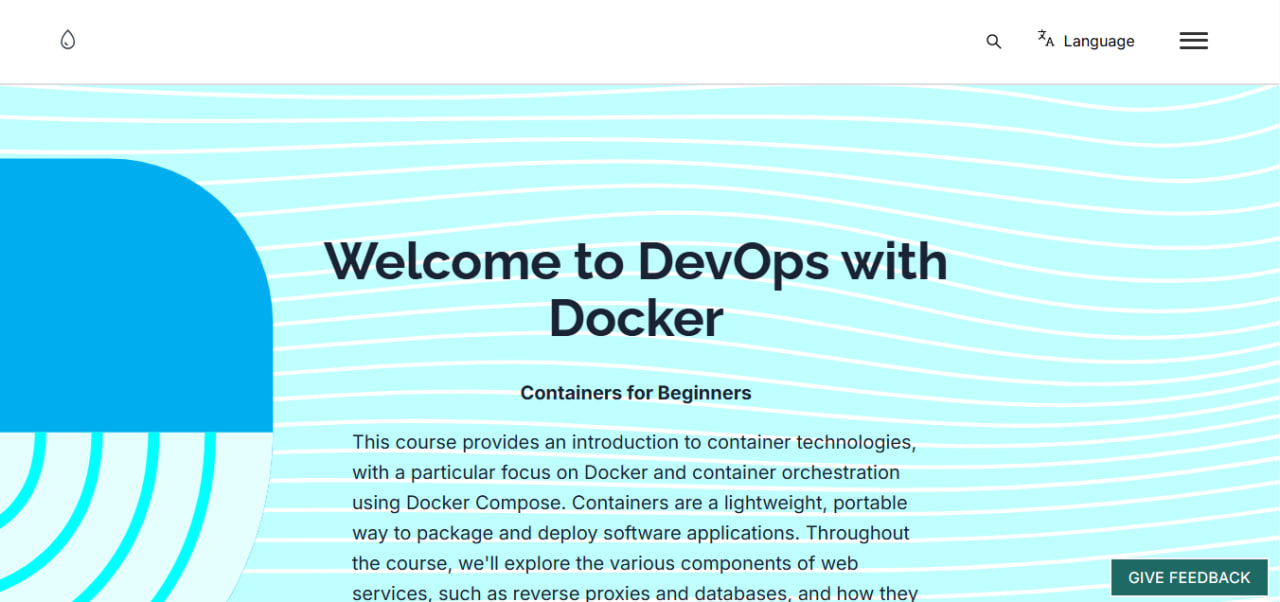 Language
Welcome to DevOps with
Docker
Containers for Beginners
This course provides an introduction to container technologies,
with a particular focus on Docker and container orchestration
using Docker Compose. Containers are a lightweight, portable
way to package and deploy software applications. Throughout
the course, we'll explore the various components of web
services, such as reverse proxies and databases, and how they
GIVE FEEDBACK